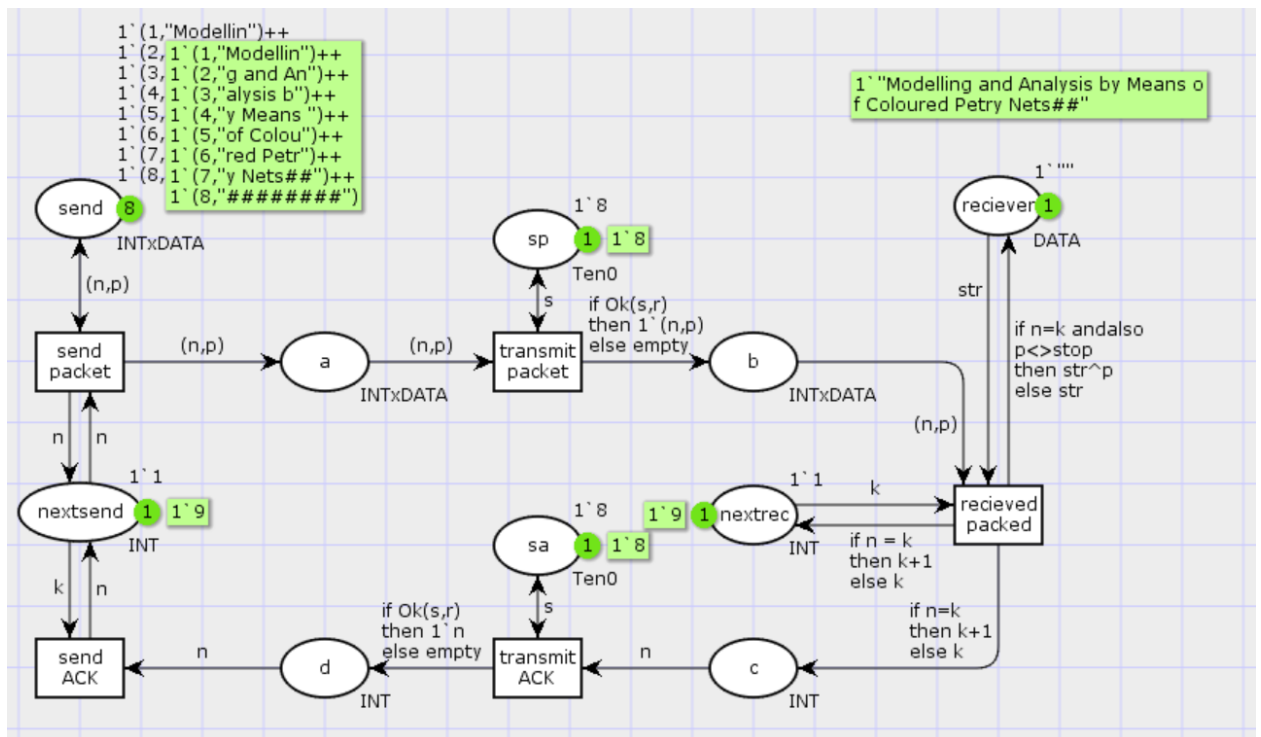 1`(1,"Modellin")++
1`(2,
1`(3,
1`(4,
1`(5,
1`(6,
1`(7,
1`(8,
1`(1,"Modellin")++
1`(2,"g and An")++
1`(3,"alysis b")++
1`(4,"y Means ")++
1`(5,"of Colou")++
1`(6,"red Petr")++
1`(7,"y Nets##")++
1`(8,"########")
1`"Modelling and Analysis by Means o
f Coloured Petry Nets##"
send
8
INTxDATA
(n,p)
1`8
sp
1
1`8
Ten0
s
1`""
reciever
1
DATA
str
if n=k andalso
p<>stop
then str^p
else str
send
packet
(n,p)
a
INTxDATA
(n,p)
transmit
packet
if Ok(s,r)
then 1`(n,p)
else empty
b
INTxDATA
(n,p)
n
n
1`1
nextsend
1
1`9
INT
k
n
1`8
sa
1
1`8
Ten0
s
1`1
1`9
1
nextrec
INT
k
if n = k
then k+1
else k
recieved
packed
if n=k
then k+1
else k
send
ACK
n
d
INT
if Ok(s,r)
then 1`n
else empty
transmit
ACK
n
c
INT